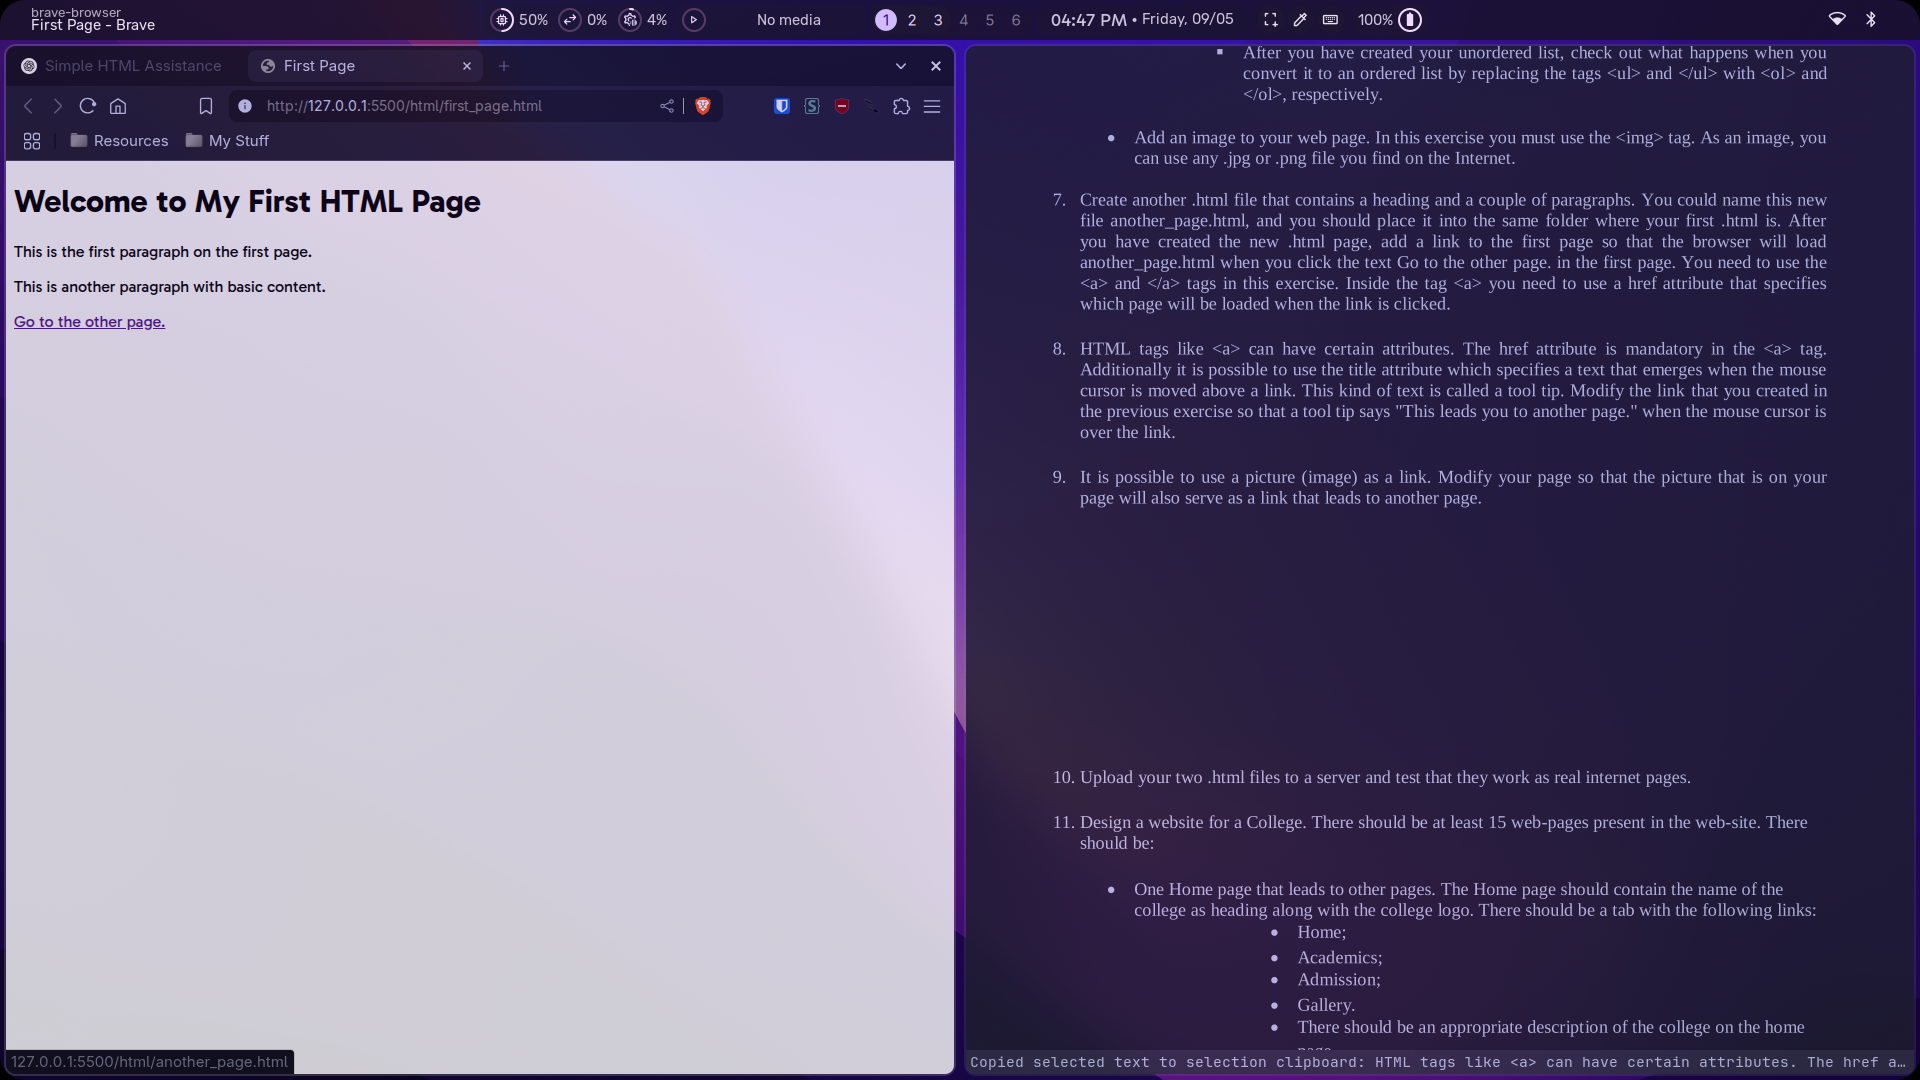 brave-browser
First Page - Brave
50% 0% 4% No media 1 2 3 4 5 6 04:47 PM • Friday, 09/05 100%
Simple HTML Assistance First Page
http://127.0.0.1:5500/html/first_page.html
Resources My Stuff
Welcome to My First HTML Page
This is the first paragraph on the first page.
This is another paragraph with basic content.
Go to the other page.
127.0.0.1:5500/html/another_page.html
▪ After you have created your unordered list, check out what happens when you
convert it to an ordered list by replacing the tags <ul> and </ul> with <ol> and
</ol>, respectively.
• Add an image to your web page. In this exercise you must use the <img> tag. As an image, you
can use any .jpg or .png file you find on the Internet.
7. Create another .html file that contains a heading and a couple of paragraphs. You could name this new
file another_page.html, and you should place it into the same folder where your first .html is. After
you have created the new .html page, add a link to the first page so that the browser will load
another_page.html when you click the text Go to the other page. in the first page. You need to use the
<a> and </a> tags in this exercise. Inside the tag <a> you need to use a href attribute that specifies
which page will be loaded when the link is clicked.
8. HTML tags like <a> can have certain attributes. The href attribute is mandatory in the <a> tag.
Additionally it is possible to use the title attribute which specifies a text that emerges when the mouse
cursor is moved above a link. This kind of text is called a tool tip. Modify the link that you created in
the previous exercise so that a tool tip says "This leads you to another page." when the mouse cursor is
over the link.
9. It is possible to use a picture (image) as a link. Modify your page so that the picture that is on your
page will also serve as a link that leads to another page.
10. Upload your two .html files to a server and test that they work as real internet pages.
11. Design a website for a College. There should be at least 15 web-pages present in the web-site. There
should be:
• One Home page that leads to other pages. The Home page should contain the name of the
college as heading along with the college logo. There should be a tab with the following links:
• Home;
• Academics;
• Admission;
• Gallery.
• There should be an appropriate description of the college on the home
Copied selected text to selection clipboard: HTML tags like <a> can have certain attributes. The href a…